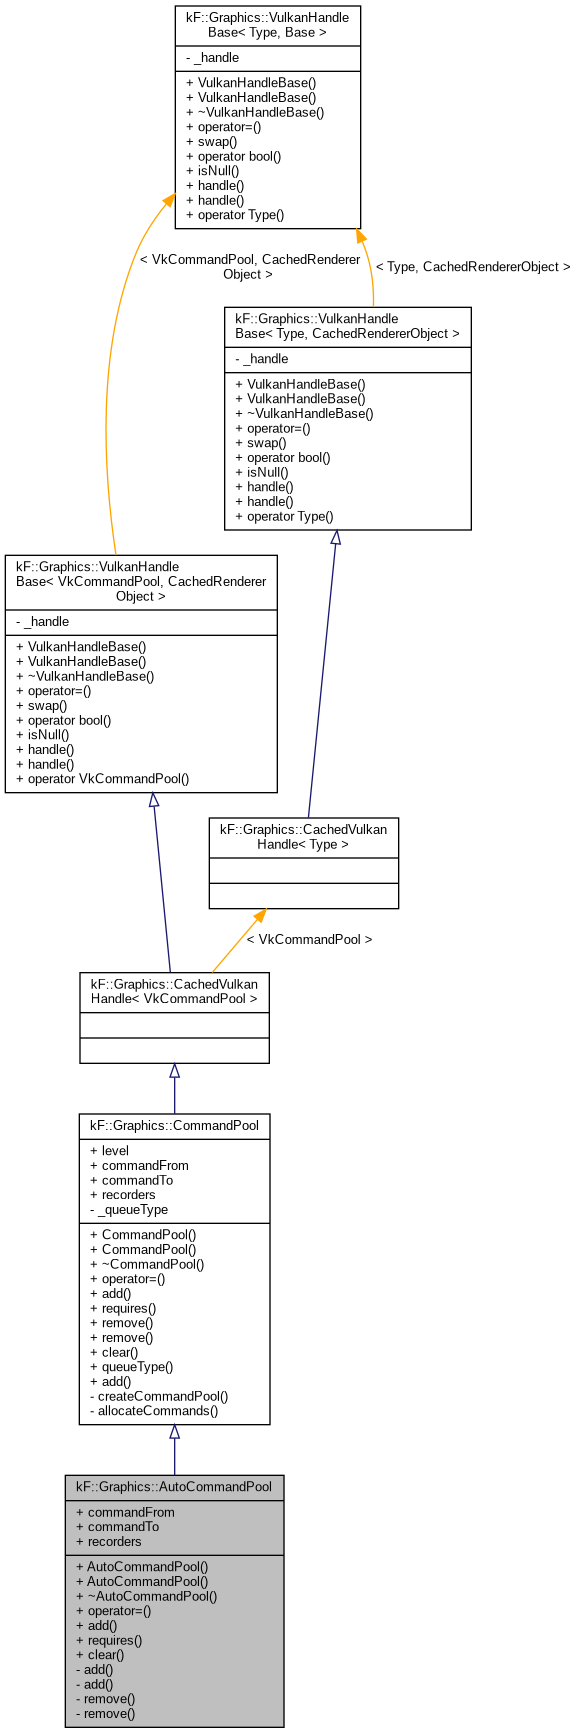 kF::Graphics::VulkanHandle
Base< Type, Base >
- _handle
+ VulkanHandleBase()
+ VulkanHandleBase()
+ ~VulkanHandleBase()
+ operator=()
+ swap()
+ operator bool()
+ isNull()
+ handle()
+ handle()
+ operator Type()
< VkCommandPool, CachedRenderer
Object >
< Type, CachedRendererObject >
kF::Graphics::VulkanHandle
Base< Type, CachedRendererObject >
- _handle
+ VulkanHandleBase()
+ VulkanHandleBase()
+ ~VulkanHandleBase()
+ operator=()
+ swap()
+ operator bool()
+ isNull()
+ handle()
+ handle()
+ operator Type()
kF::Graphics::VulkanHandle
Base< VkCommandPool, CachedRenderer
Object >
- _handle
+ VulkanHandleBase()
+ VulkanHandleBase()
+ ~VulkanHandleBase()
+ operator=()
+ swap()
+ operator bool()
+ isNull()
+ handle()
+ handle()
+ operator VkCommandPool()
kF::Graphics::CachedVulkan
Handle< Type >
< VkCommandPool >
kF::Graphics::CachedVulkan
Handle< VkCommandPool >
kF::Graphics::CommandPool
+ level
+ commandFrom
+ commandTo
+ recorders
- _queueType
+ CommandPool()
+ CommandPool()
+ ~CommandPool()
+ operator=()
+ add()
+ requires()
+ remove()
+ remove()
+ clear()
+ queueType()
+ add()
- createCommandPool()
- allocateCommands()
kF::Graphics::AutoCommandPool
+ commandFrom
+ commandTo
+ recorders
+ AutoCommandPool()
+ AutoCommandPool()
+ ~AutoCommandPool()
+ operator=()
+ add()
+ requires()
+ clear()
- add()
- add()
- remove()
- remove()